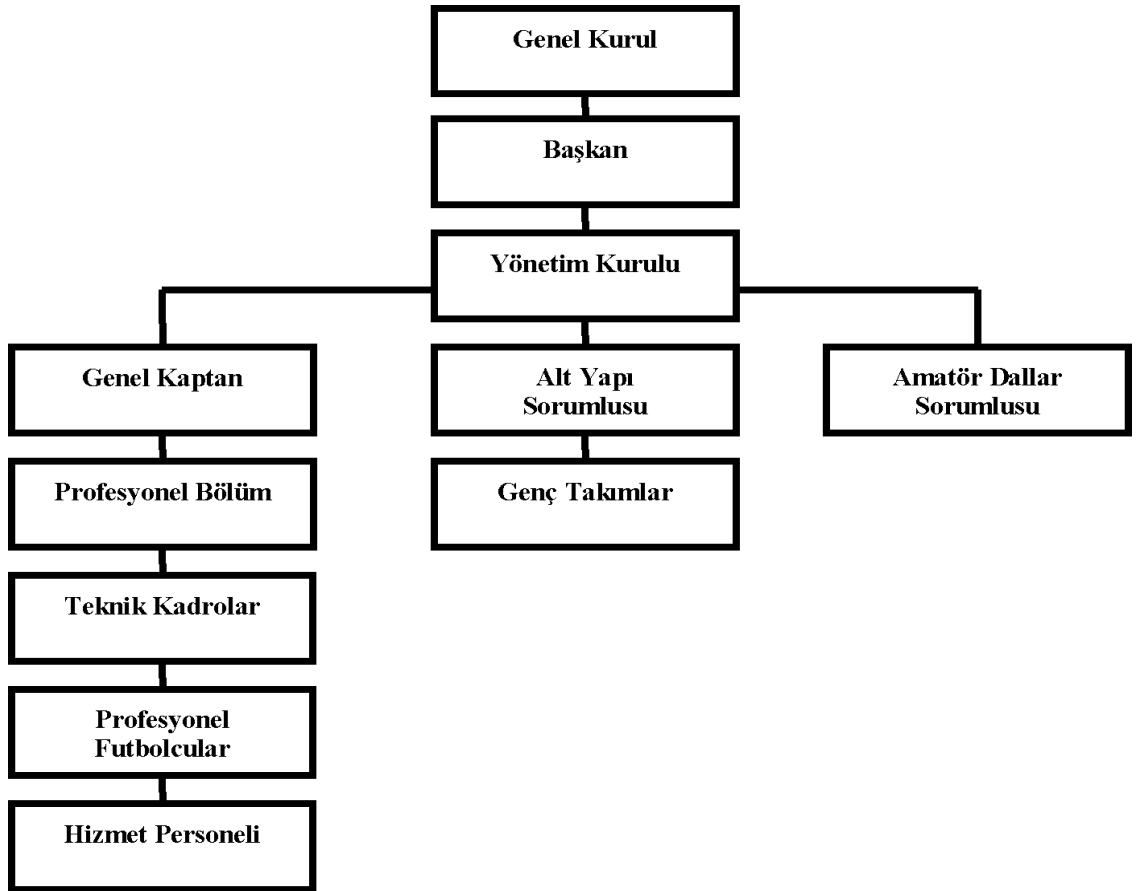 Genel Kurul
Başkan
Yönetim Kurulu
Genel Kaptan
Alt Yapı
Sorumlusu
Amatör Dallar
Sorumlusu
Profesyonel Bölüm
Genç Takımlar
Teknik Kadrolar
Profesyonel
Futbolcular
Hizmet Personeli